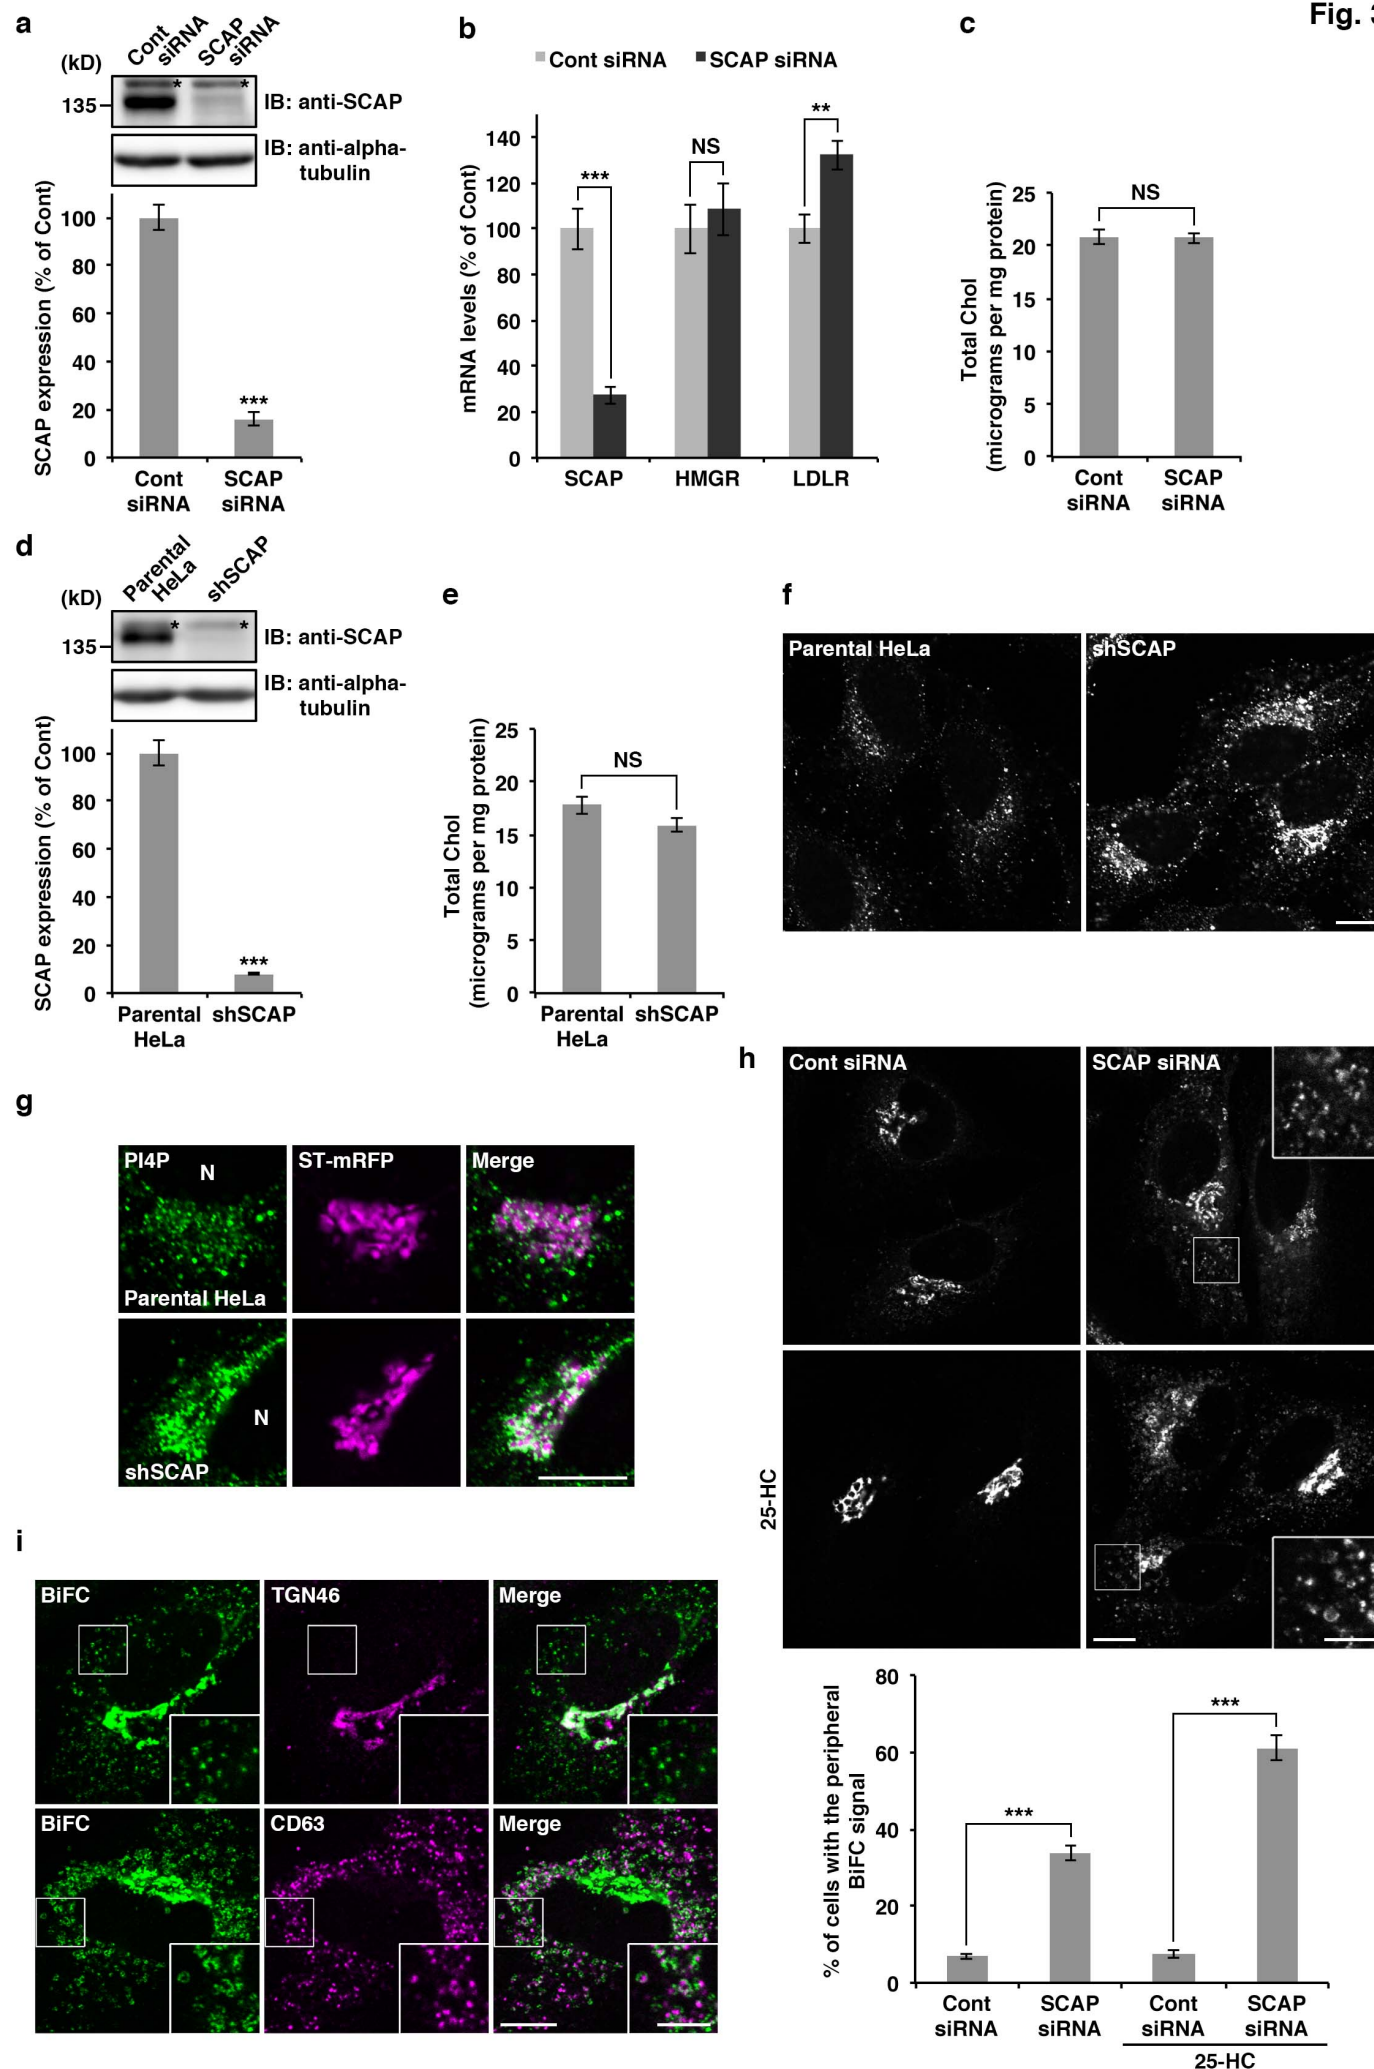 Fig. 3
a
Cont siRNA
SCAP siRNA
(kD)
135
*
*
IB: anti-SCAP
IB: anti-alpha-
tubulin
SCAP expression (% of Cont)
100
80
60
40
20
0
***
Cont
siRNA
SCAP
siRNA
b
Cont siRNA
SCAP siRNA
mRNA levels (% of Cont)
140
120
100
80
60
40
20
0
***
NS
**
SCAP
HMGR
LDLR
c
Total Chol
(micrograms per mg protein)
25
20
15
10
5
0
NS
Cont
siRNA
SCAP
siRNA
d
Parental
HeLa
shSCAP
(kD)
135
*
*
IB: anti-SCAP
IB: anti-alpha-
tubulin
SCAP expression (% of Cont)
100
80
60
40
20
0
***
Parental
HeLa
shSCAP
e
Total Chol
(micrograms per mg protein)
25
20
15
10
5
0
NS
Parental
HeLa
shSCAP
f
Parental HeLa
shSCAP
g
PI4P
N
Parental HeLa
ST-mRFP
Merge
N
shSCAP
h
Cont siRNA
SCAP siRNA
25-HC
% of cells with the peripheral
BiFC signal
80
60
40
20
0
***
***
Cont
siRNA
SCAP
siRNA
Cont
siRNA
SCAP
siRNA
25-HC
i
BiFC
TGN46
Merge
BiFC
CD63
Merge